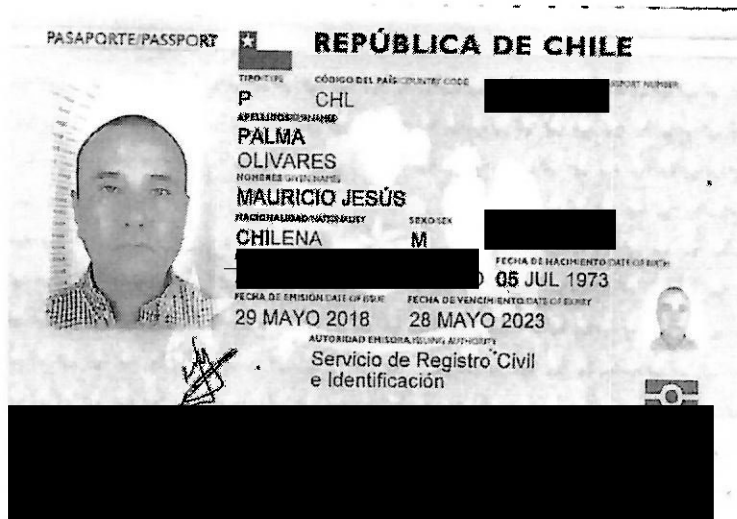 PASAPORTE/PASSPORT
REPÚBLICA DE CHILE
TIPO/TYPE CÓDIGO DEL PAÍS/COUNTRY CODE PASSPORT NUMBER
P CHL
APELLIDOS/SURNAME
PALMA
OLIVARES
NOMBRES/GIVEN NAMES
MAURICIO JESÚS
NACIONALIDAD/NATIONALITY SEXO/SEX
CHILENA M
FECHA DE NACIMIENTO/DATE OF BIRTH
05 JUL 1973
FECHA DE EMISIÓN/DATE OF ISSUE FECHA DE VENCIMIENTO/DATE OF EXPIRY
29 MAYO 2018 28 MAYO 2023
AUTORIDAD EMISORA/ISSUING AUTHORITY
Servicio de Registro Civil
e Identificación